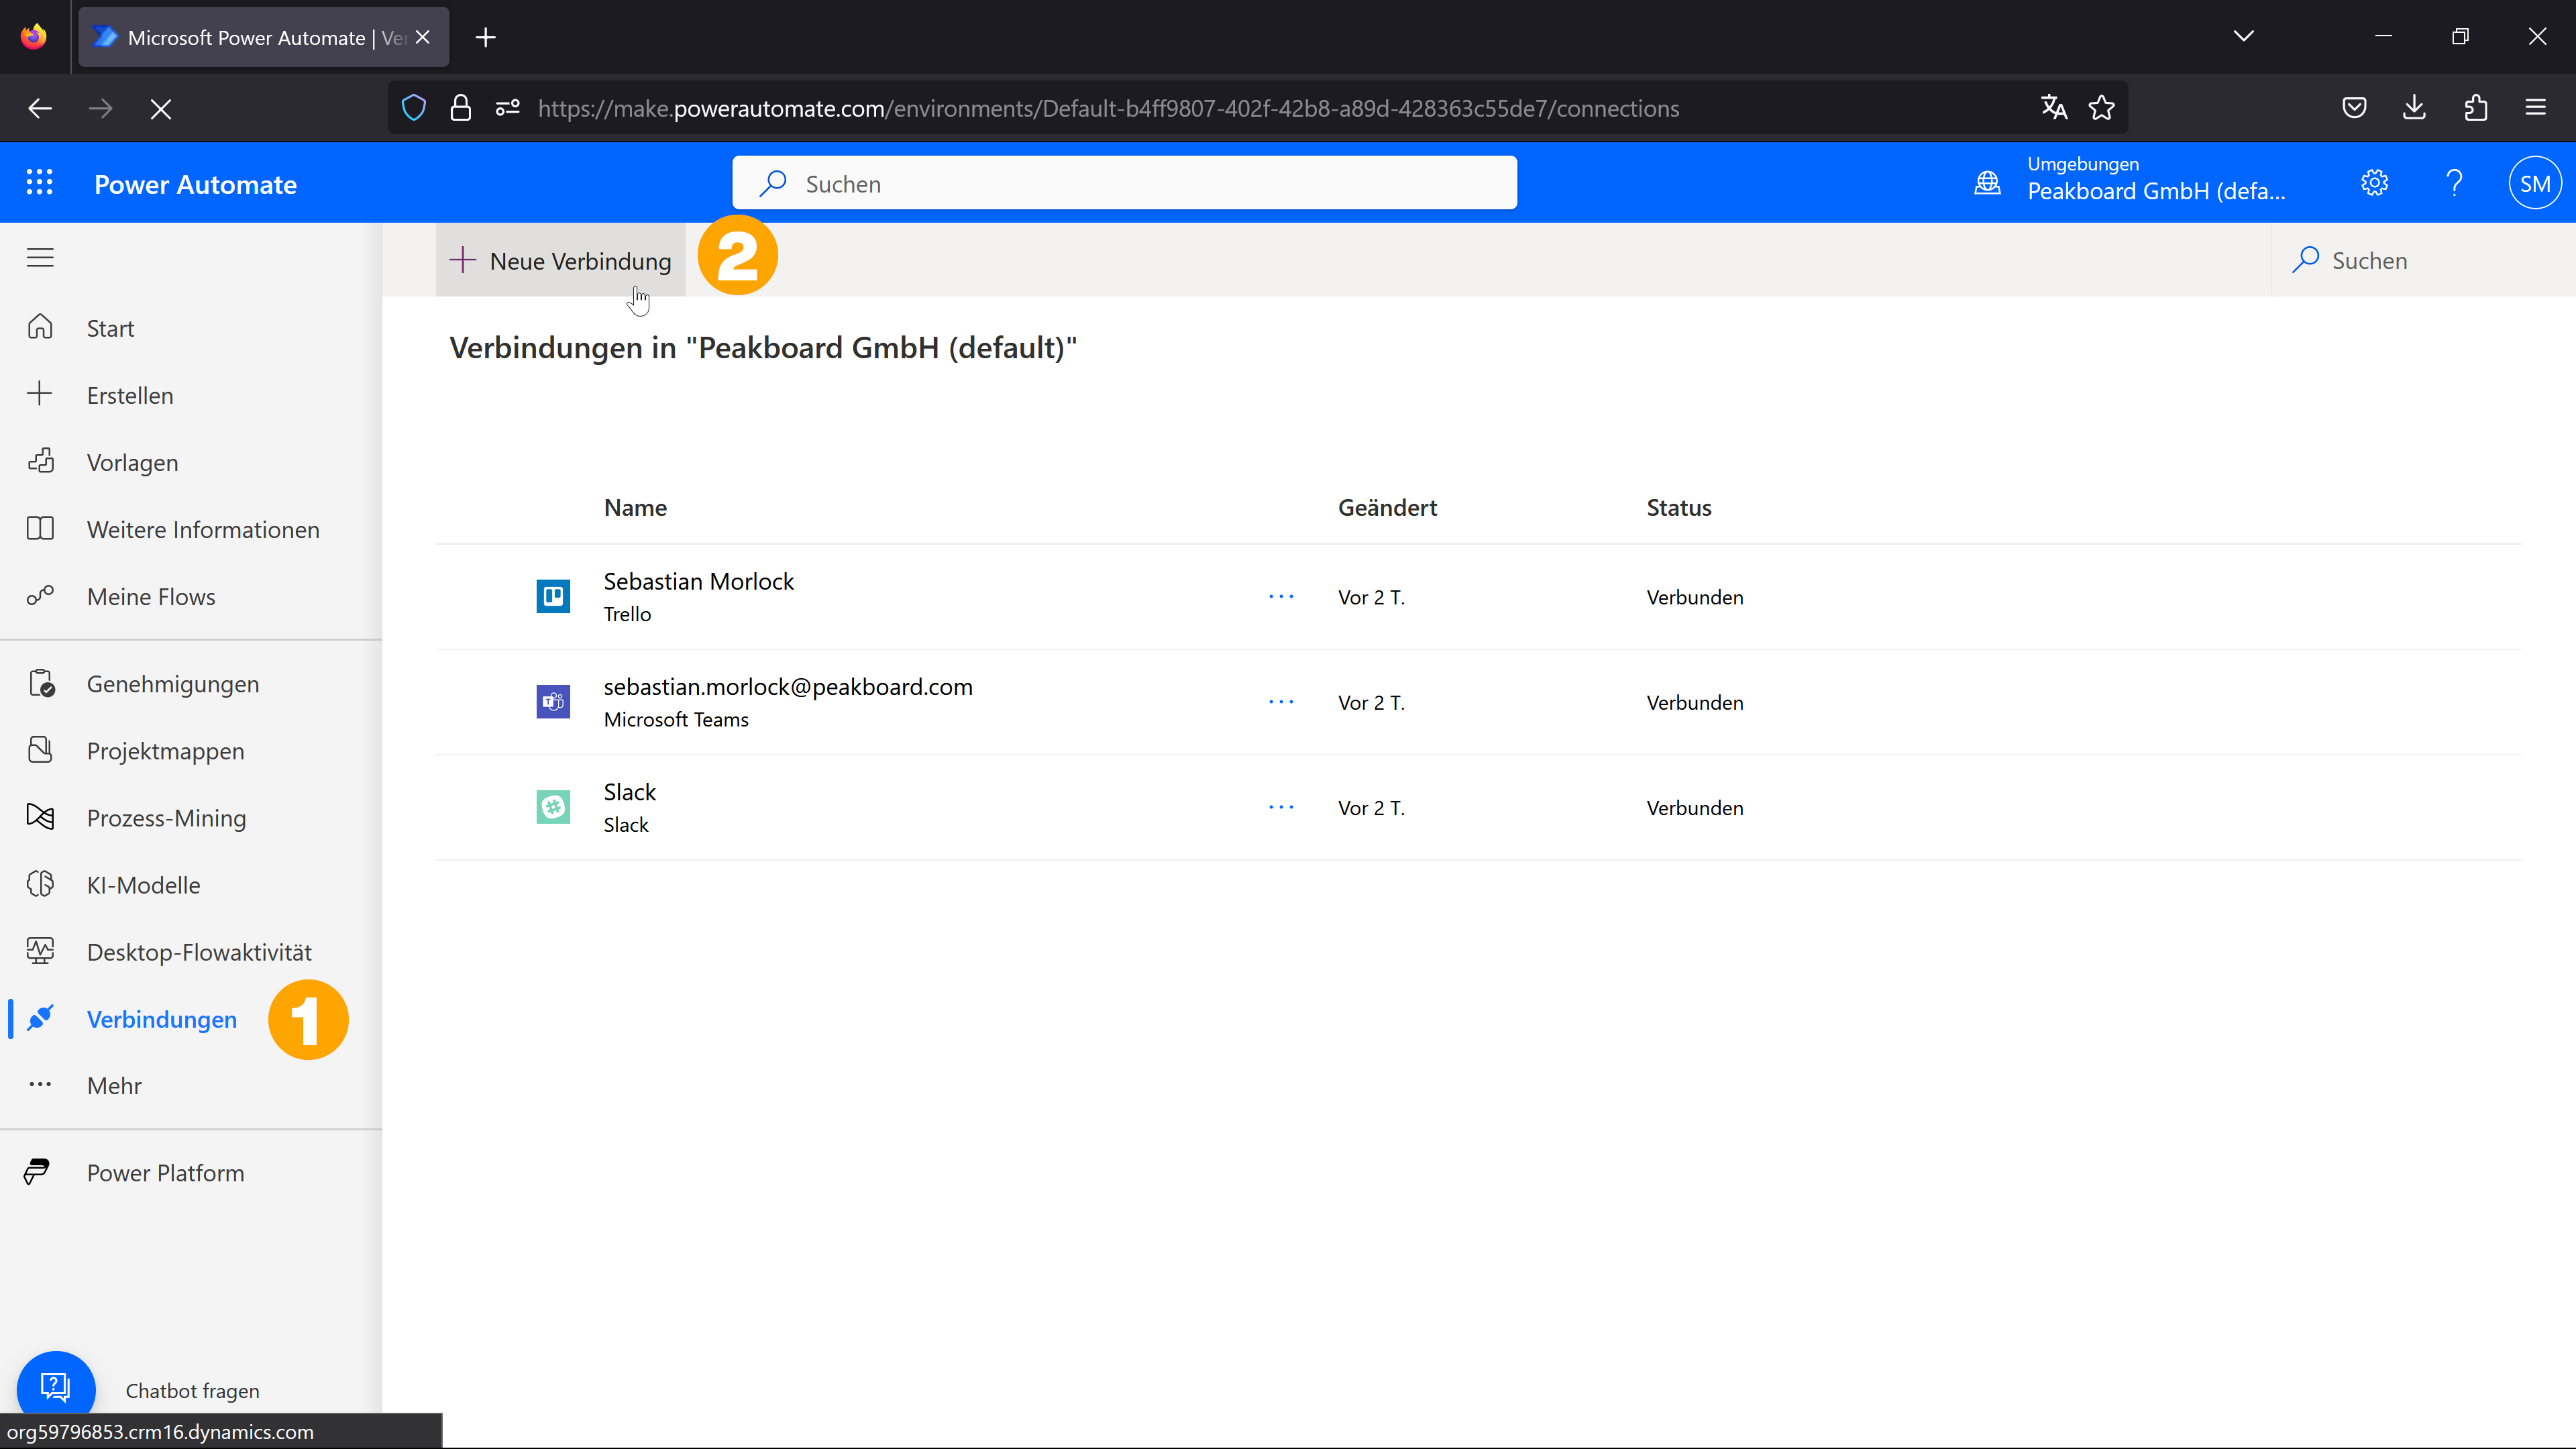 Microsoft Power Automate | Ver
https://make.powerautomate.com/environments/Default-b4ff9807-402f-42b8-a89d-428363c55de7/connections
Power Automate
Suchen
Umgebungen
Peakboard GmbH (defa...
?
SM
Neue Verbindung
2
Suchen
Start
Erstellen
Vorlagen
Weitere Informationen
Meine Flows
Genehmigungen
Projektmappen
Prozess-Mining
KI-Modelle
Desktop-Flowaktivität
Verbindungen
1
Mehr
Power Platform
Chatbot fragen
org59796853.crm16.dynamics.com
Verbindungen in "Peakboard GmbH (default)"
Name Geändert Status
Sebastian Morlock
Trello
... Vor 2 T. Verbunden
sebastian.morlock@peakboard.com
Microsoft Teams
... Vor 2 T. Verbunden
Slack
Slack
... Vor 2 T. Verbunden